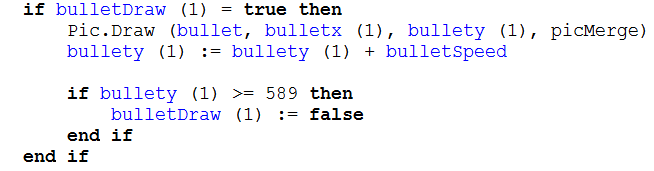 if bulletDraw (1) = true then
    Pic.Draw (bullet, bulletx (1), bullety (1), picMerge)
    bullety (1) := bullety (1) + bulletSpeed

    if bullety (1) >= 589 then
        bulletDraw (1) := false
    end if
end if